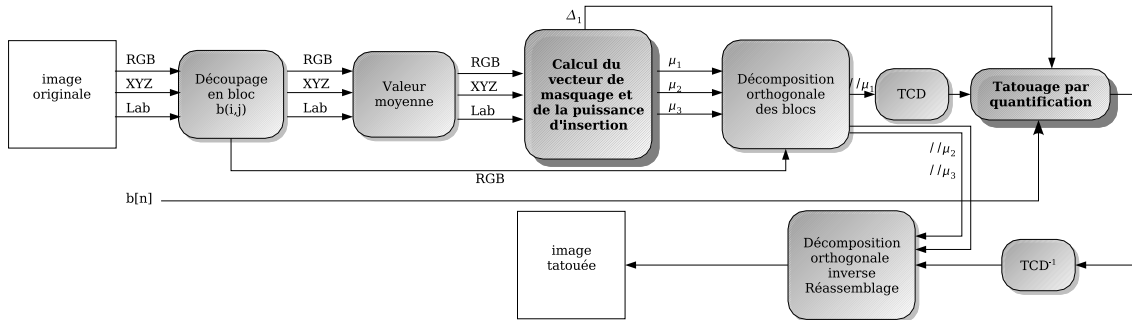 Δ₁
image
originale
RGB
XYZ
Lab
Découpage
en bloc
b(i,j)
RGB
XYZ
Lab
Valeur
moyenne
RGB
XYZ
Lab
Calcul du
vecteur de
masquage et
de la puissance
d'insertion
μ₁
μ₂
μ₃
Décomposition
orthogonale
des blocs
//μ₁
TCD
Tatouage par
quantification
//μ₂
//μ₃
RGB
b[n]
image
tatouée
Décomposition
orthogonale
inverse
Réassemblage
TCD⁻¹